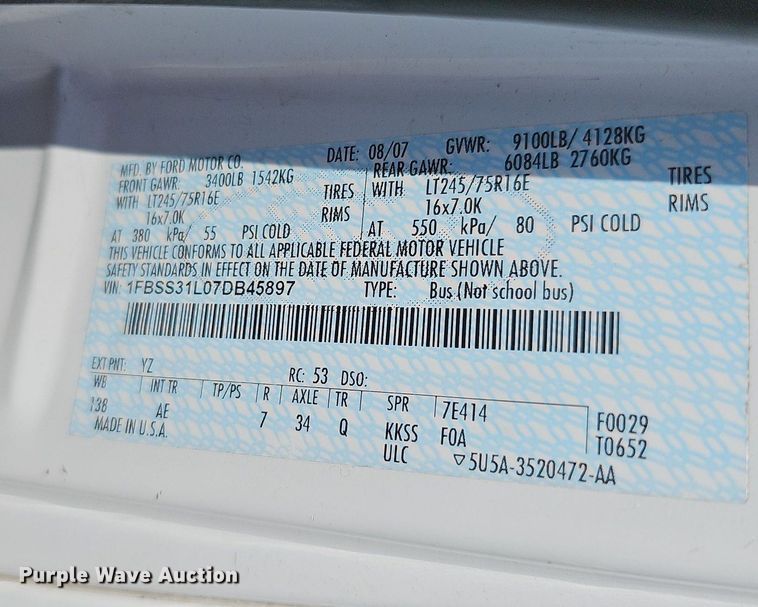 MFD. BY FORD MOTOR CO. DATE: 08/07 GVWR: 9100LB/ 4128KG
FRONT GAWR: 3400LB 1542KG REAR GAWR: 6084LB 2760KG
WITH LT245/75R16E TIRES WITH LT245/75R16E TIRES
16x7.0K RIMS 16x7.0K RIMS
AT 380 kPa/ 55 PSI COLD AT 550 kPa/ 80 PSI COLD
THIS VEHICLE CONFORMS TO ALL APPLICABLE FEDERAL MOTOR VEHICLE
SAFETY STANDARDS IN EFFECT ON THE DATE OF MANUFACTURE SHOWN ABOVE.
VIN: 1FBSS31L07DB45897 TYPE: Bus (Not school bus)
EXT PNT: YZ RC: 53 DSO:
WB INT TR TP/PS R AXLE TR SPR 7E414 F0029
138 AE 7 34 Q KKSS FOA T0652
MADE IN U.S.A. ULC ▽5U5A-3520472-AA
Purple Wave Auction